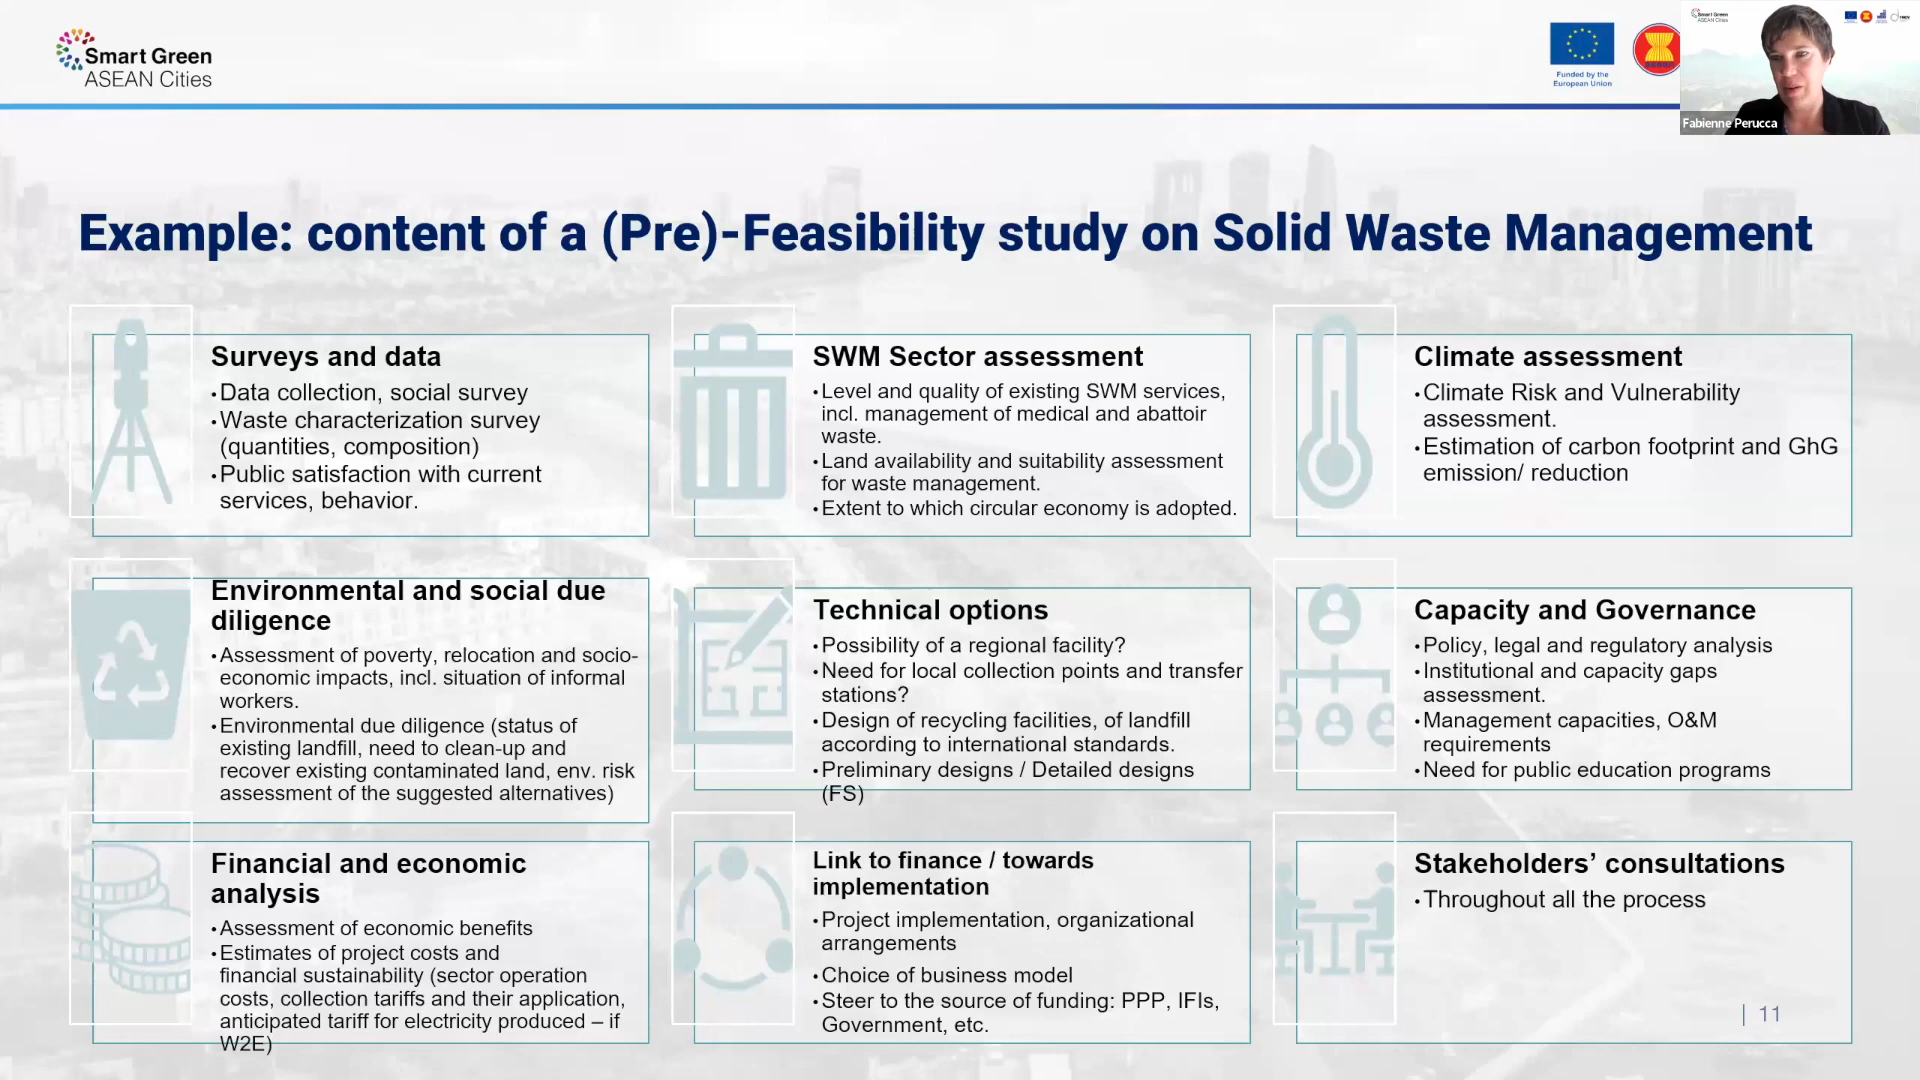 Smart Green
ASEAN Cities
Funded by the
European Union
Smart Green
ASEAN Cities
Fabienne Perucca
Example: content of a (Pre)-Feasibility study on Solid Waste Management
Surveys and data
•Data collection, social survey
•Waste characterization survey
(quantities, composition)
•Public satisfaction with current
services, behavior.
SWM Sector assessment
•Level and quality of existing SWM services,
incl. management of medical and abattoir
waste.
•Land availability and suitability assessment
for waste management.
•Extent to which circular economy is adopted.
Climate assessment
•Climate Risk and Vulnerability
assessment.
•Estimation of carbon footprint and GhG
emission/ reduction
Environmental and social due
diligence
•Assessment of poverty, relocation and socio-
economic impacts, incl. situation of informal
workers.
•Environmental due diligence (status of
existing landfill, need to clean-up and
recover existing contaminated land, env. risk
assessment of the suggested alternatives)
Technical options
•Possibility of a regional facility?
•Need for local collection points and transfer
stations?
•Design of recycling facilities, of landfill
according to international standards.
•Preliminary designs / Detailed designs
(FS)
Capacity and Governance
•Policy, legal and regulatory analysis
•Institutional and capacity gaps
assessment.
•Management capacities, O&M
requirements
•Need for public education programs
Financial and economic
analysis
•Assessment of economic benefits
•Estimates of project costs and
financial sustainability (sector operation
costs, collection tariffs and their application,
anticipated tariff for electricity produced – if
W2E)
Link to finance / towards
implementation
•Project implementation, organizational
arrangements
•Choice of business model
•Steer to the source of funding: PPP, IFIs,
Government, etc.
Stakeholders’ consultations
•Throughout all the process
| 11